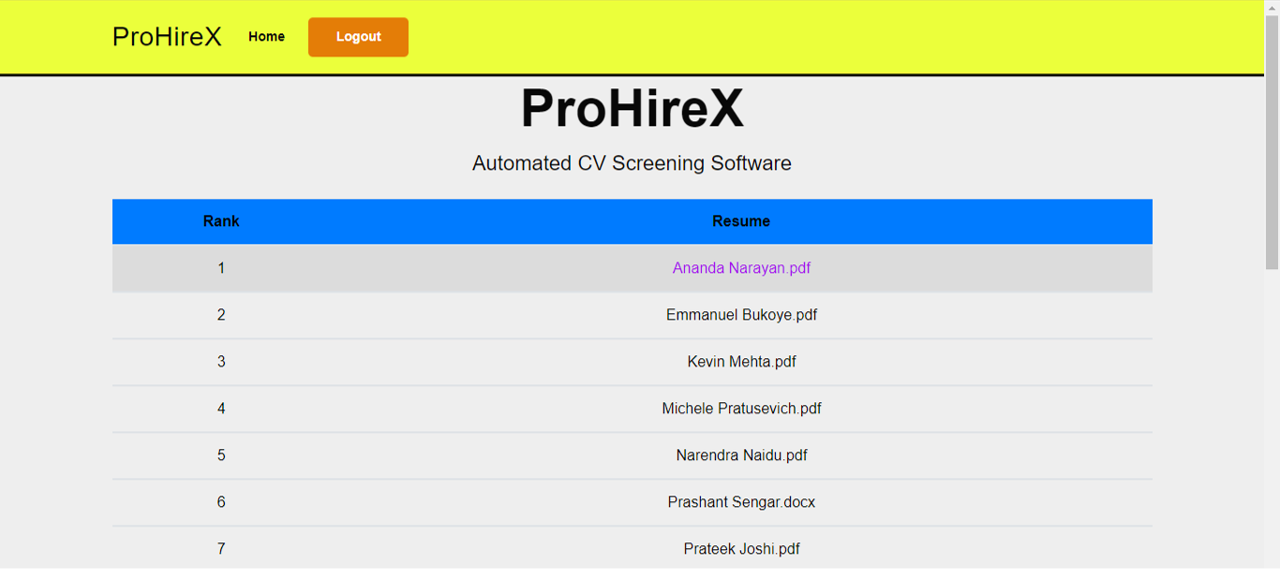 ProHireX Home Logout
ProHireX
Automated CV Screening Software
Rank Resume
1 Ananda Narayan.pdf
2 Emmanuel Bukoye.pdf
3 Kevin Mehta.pdf
4 Michele Pratusevich.pdf
5 Narendra Naidu.pdf
6 Prashant Sengar.docx
7 Prateek Joshi.pdf